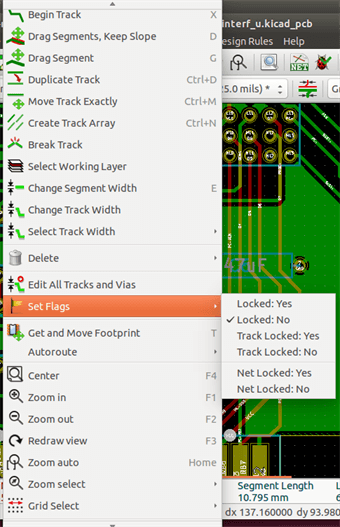 Begin Track X
Drag Segments, Keep Slope D
Drag Segment G
Duplicate Track Ctrl+D
Move Track Exactly Ctrl+M
Create Track Array Ctrl+N
Break Track
Select Working Layer
Change Segment Width E
Change Track Width
Select Track Width
Delete
Edit All Tracks and Vias
Set Flags
Get and Move Footprint T
Autoroute
Center F4
Zoom in F1
Zoom out F2
Redraw view F3
Zoom auto Home
Zoom select
Grid Select
interf_u.kicad_pcb
esign Rules Help
NET
25.0 mils) *
Gr
47uF
Locked: Yes
Locked: No
Track Locked: Yes
Track Locked: No
Net Locked: Yes
Net Locked: No
RB7
Segment Length
10.795 mm
dx 137.160000 dy 93.980